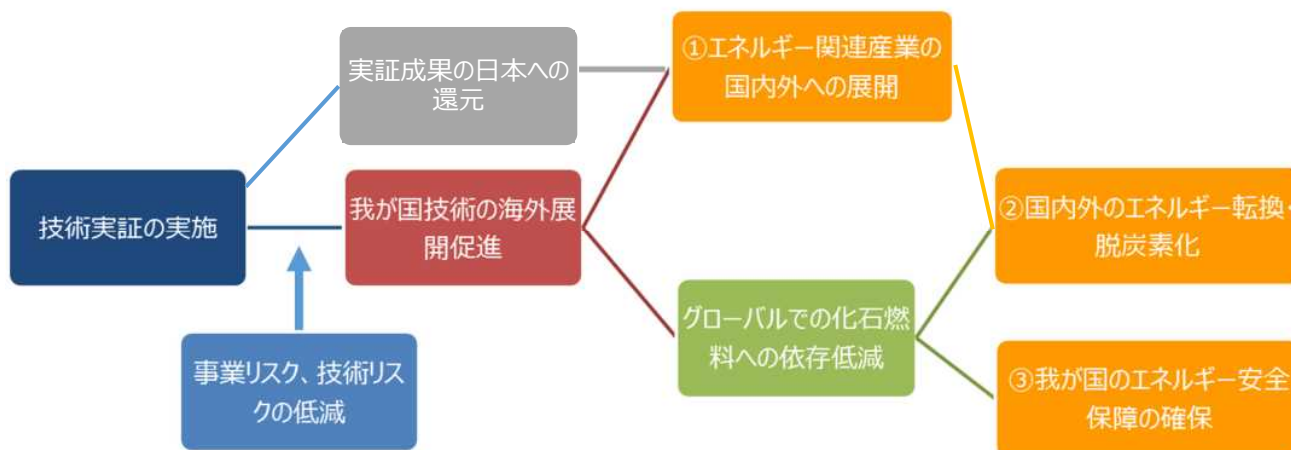 実証成果の日本への
還元
①エネルギー関連産業の
国内外への展開
技術実証の実施
我が国技術の海外展
開促進
②国内外のエネルギー転換・
脱炭素化
グローバルでの化石燃
料への依存低減
事業リスク、技術リス
クの低減
③我が国のエネルギー安全
保障の確保